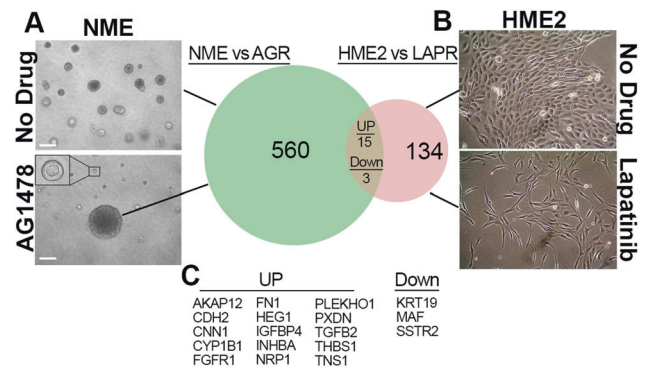 A
NME
No Drug
AG1478
NME vs AGR
HME2 vs LAPR
560
UP
15
Down
3
134
B
HME2
No Drug
Lapatinib
C
UP
Down
AKAP12 FN1 PLEKHO1 KRT19
CDH2 HEG1 PXDN MAF
CNN1 IGFBP4 TGFB2 SSTR2
CYP1B1 INHBA THBS1
FGFR1 NRP1 TNS1